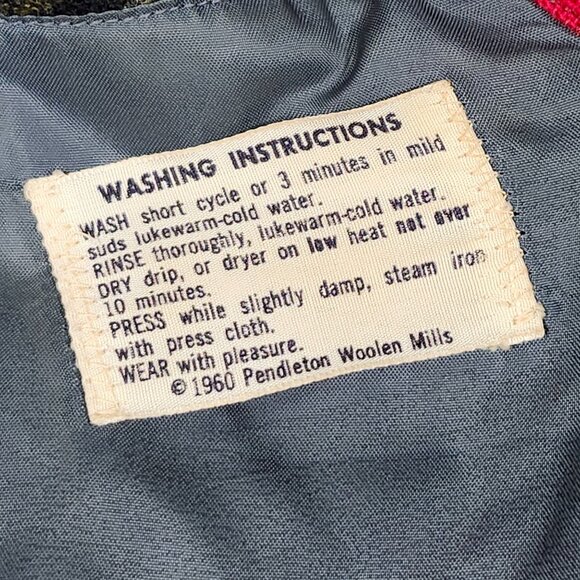 WASHING INSTRUCTIONS
WASH short cycle or 3 minutes in mild
suds lukewarm-cold water.
RINSE thoroughly, lukewarm-cold water.
DRY drip, or dryer on low heat not over
10 minutes.
PRESS while slightly damp, steam iron
with press cloth.
WEAR with pleasure.
© 1960 Pendleton Woolen Mills